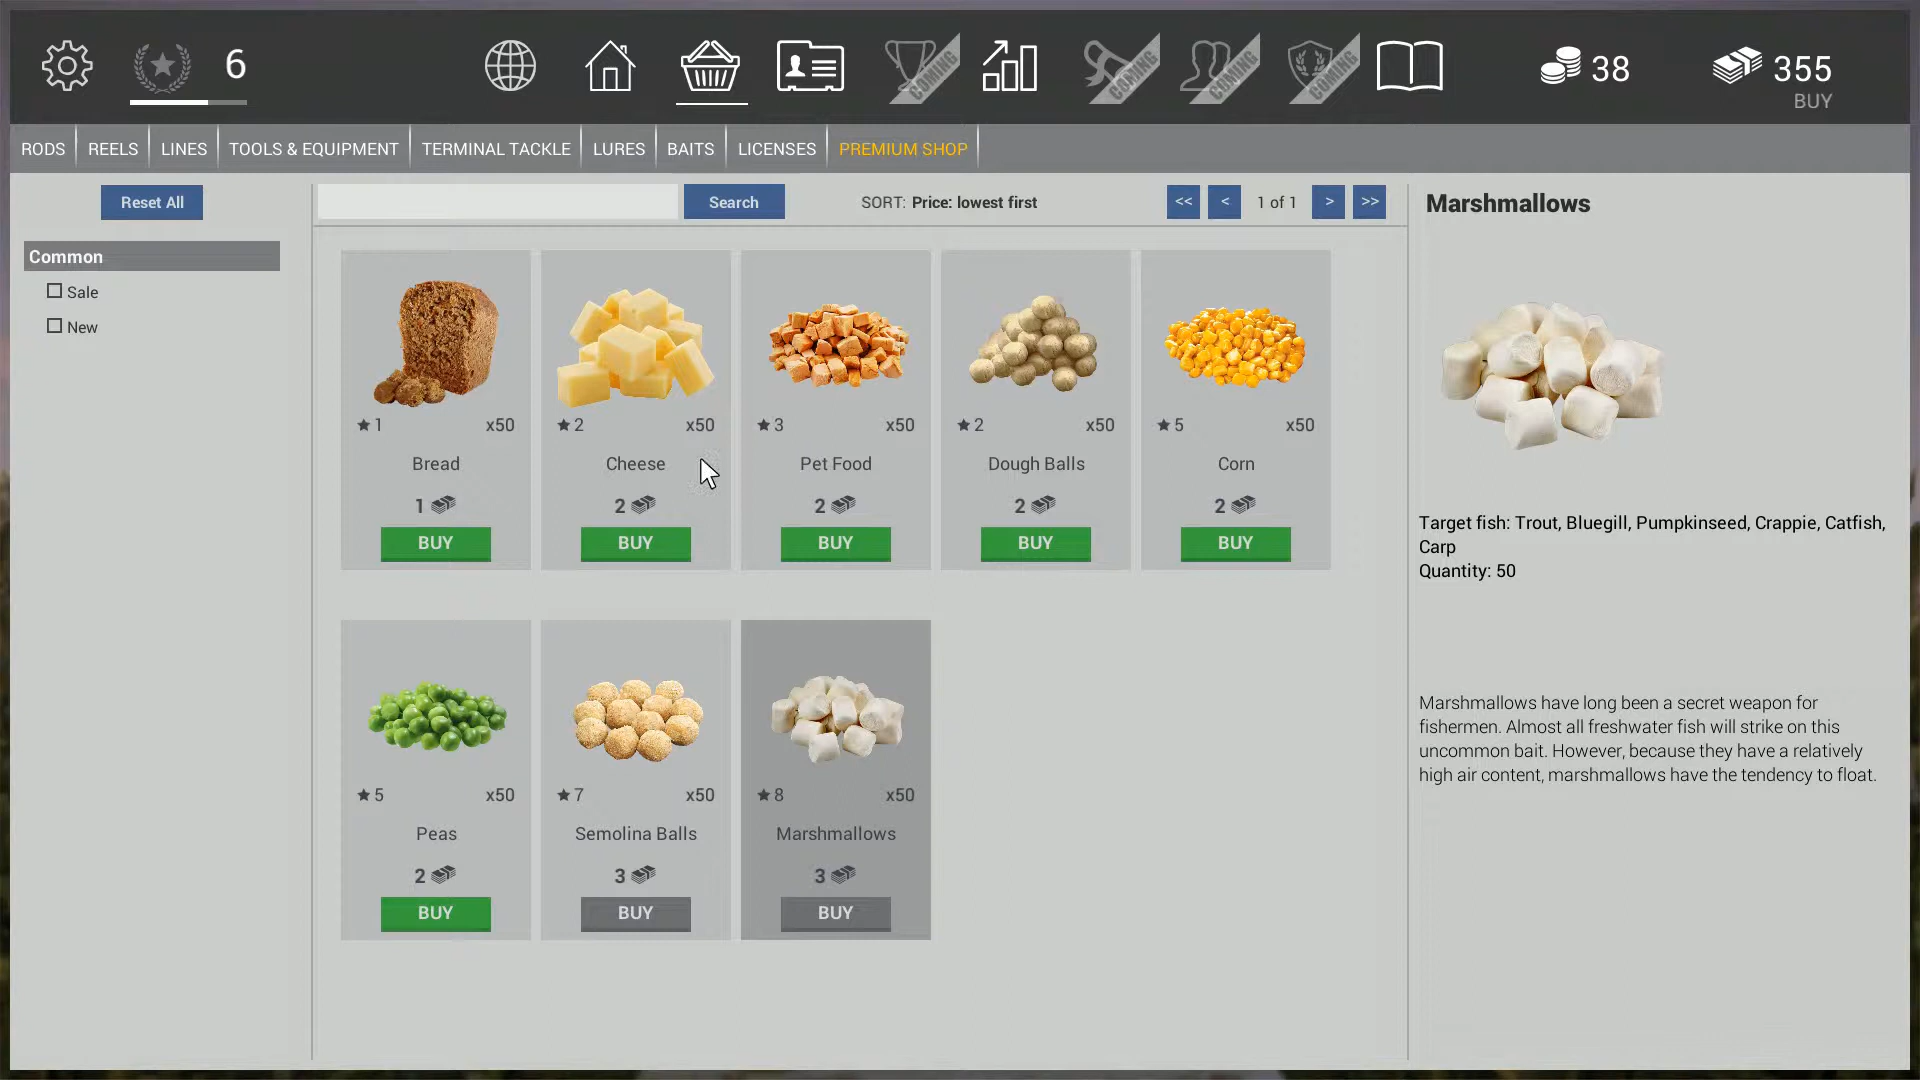 6
COMING
COMING
COMING
COMING
38
355
BUY
RODS
REELS
LINES
TOOLS & EQUIPMENT
TERMINAL TACKLE
LURES
BAITS
LICENSES
PREMIUM SHOP
Reset All
Search
SORT: Price: lowest first
<<
<
1 of 1
>
>>
Common
Sale
New
1 x50
Bread
1
BUY
2 x50
Cheese
2
BUY
3 x50
Pet Food
2
BUY
2 x50
Dough Balls
2
BUY
5 x50
Corn
2
BUY
5 x50
Peas
2
BUY
7 x50
Semolina Balls
3
BUY
8 x50
Marshmallows
3
BUY
Marshmallows
Target fish: Trout, Bluegill, Pumpkinseed, Crappie, Catfish,
Carp
Quantity: 50
Marshmallows have long been a secret weapon for
fishermen. Almost all freshwater fish will strike on this
uncommon bait. However, because they have a relatively
high air content, marshmallows have the tendency to float.